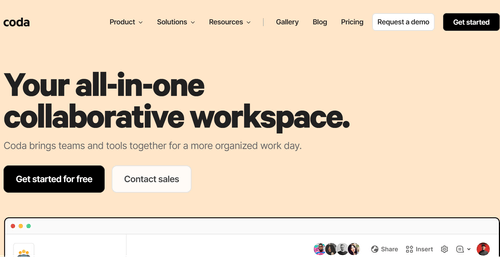 coda
Product Solutions Resources Gallery Blog Pricing Request a demo Get started
Your all-in-one
collaborative workspace.
Coda brings teams and tools together for a more organized work day.
Get started for free Contact sales
Share Insert